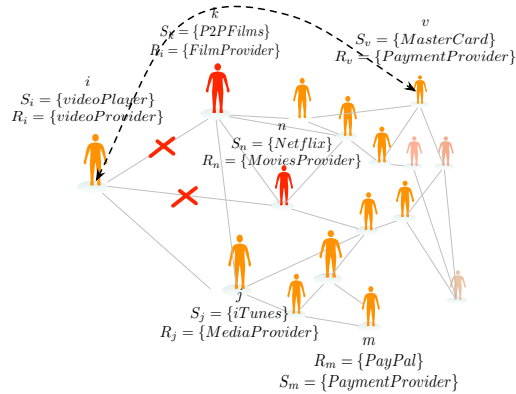 k
S_k = {P2PFilms}
R_i = {FilmProvider}
v
S_v = {MasterCard}
R_v = {PaymentProvider}
i
S_i = {videoPlayer}
R_i = {videoProvider}
n
S_n = {Netflix}
R_n = {MoviesProvider}
j
S_j = {iTunes}
R_j = {MediaProvider}
m
R_m = {PayPal}
S_m = {PaymentProvider}